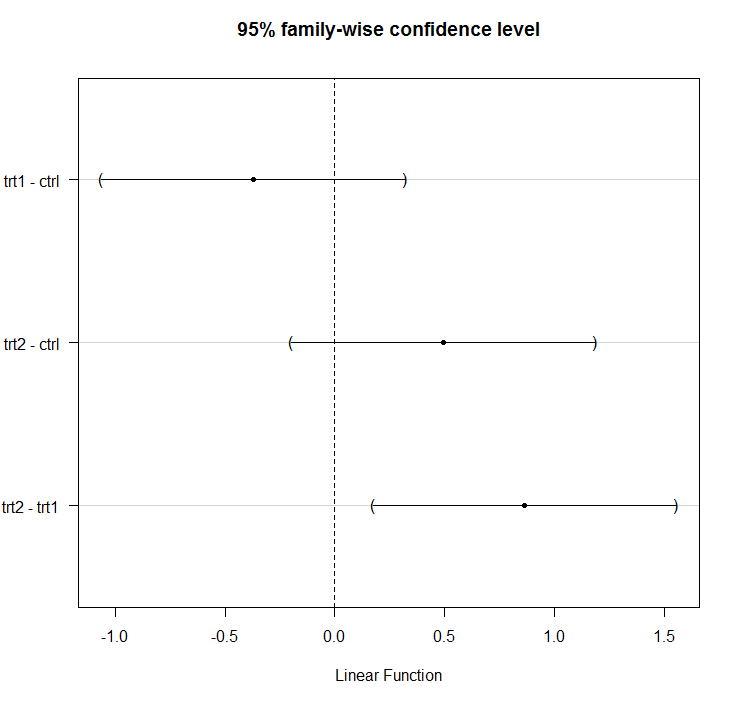 95% family-wise confidence level
trt1 - ctrl
trt2 - ctrl
trt2 - trt1
-1.0 -0.5 0.0 0.5 1.0 1.5
Linear Function